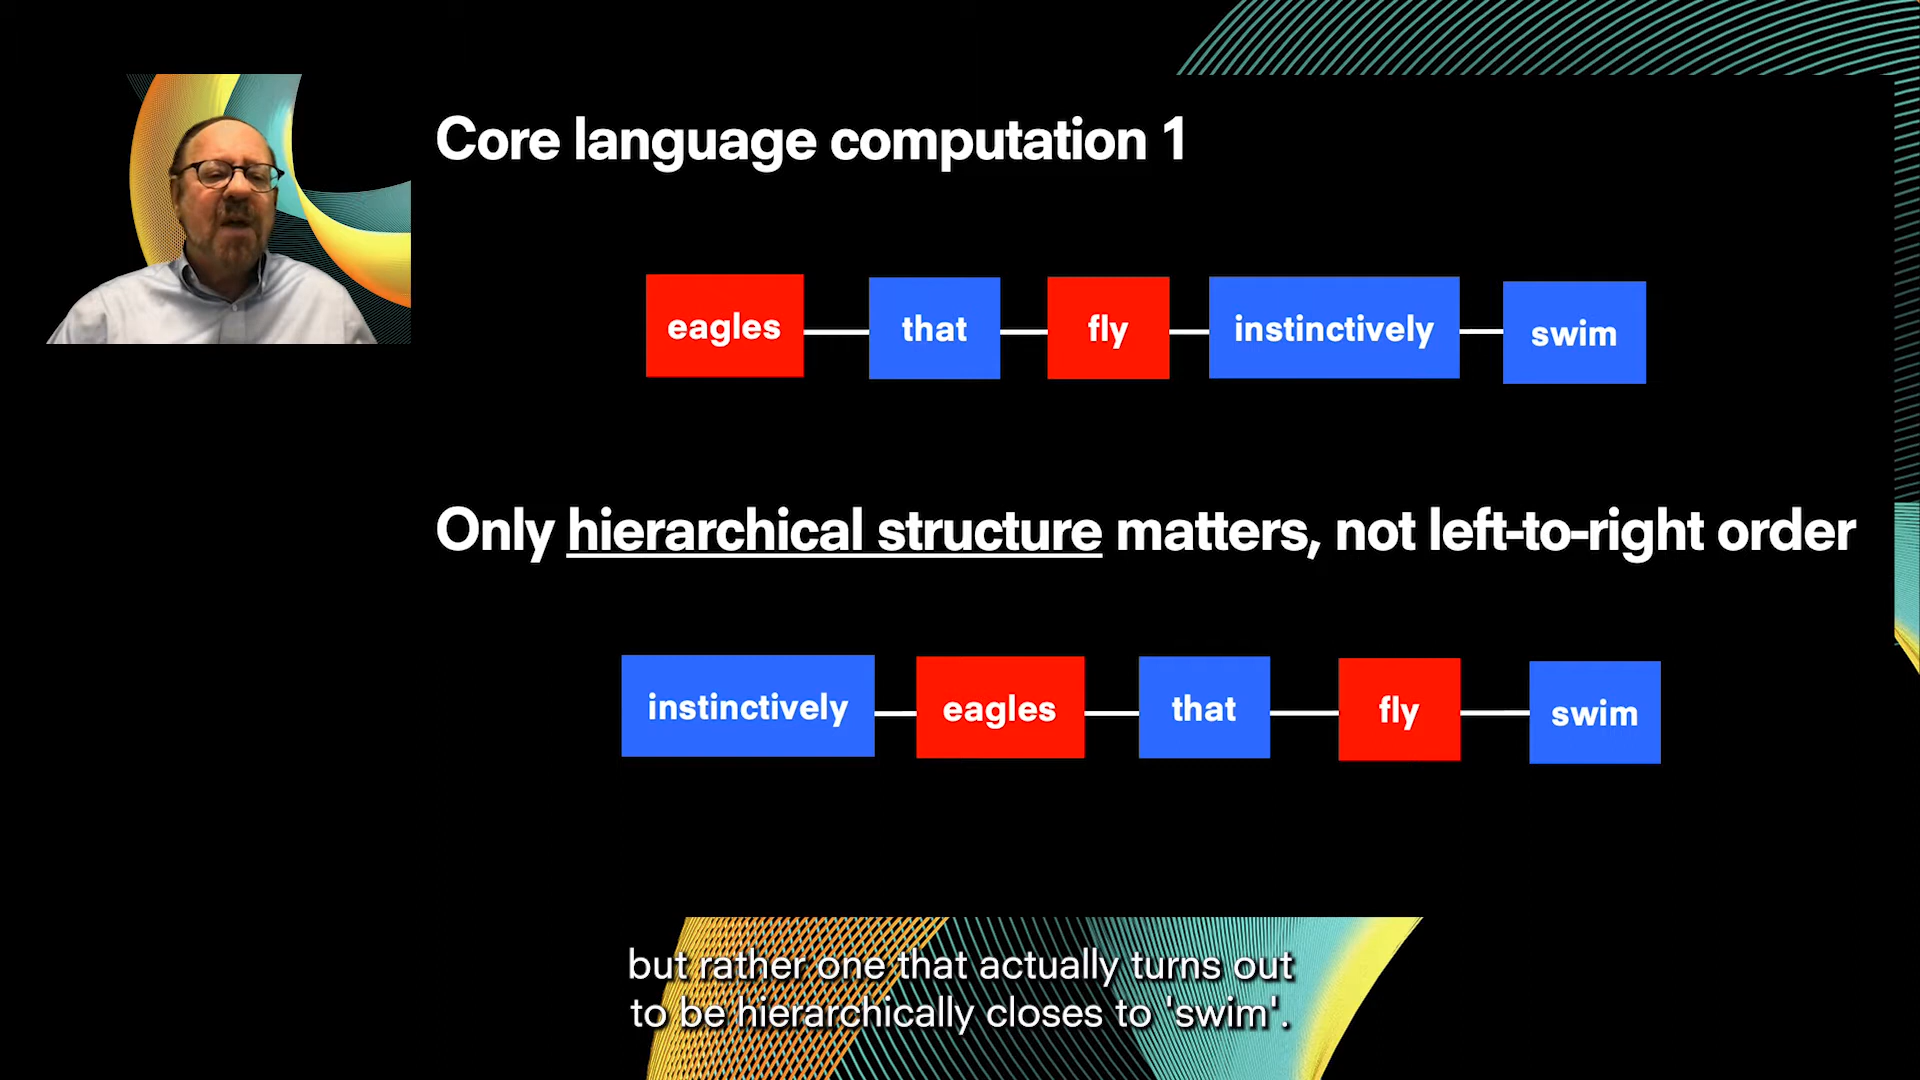 Core language computation 1
eagles that fly instinctively swim
Only hierarchical structure matters, not left-to-right order
instinctively eagles that fly swim
but rather one that actually turns out
to be hierarchically closes to 'swim'.